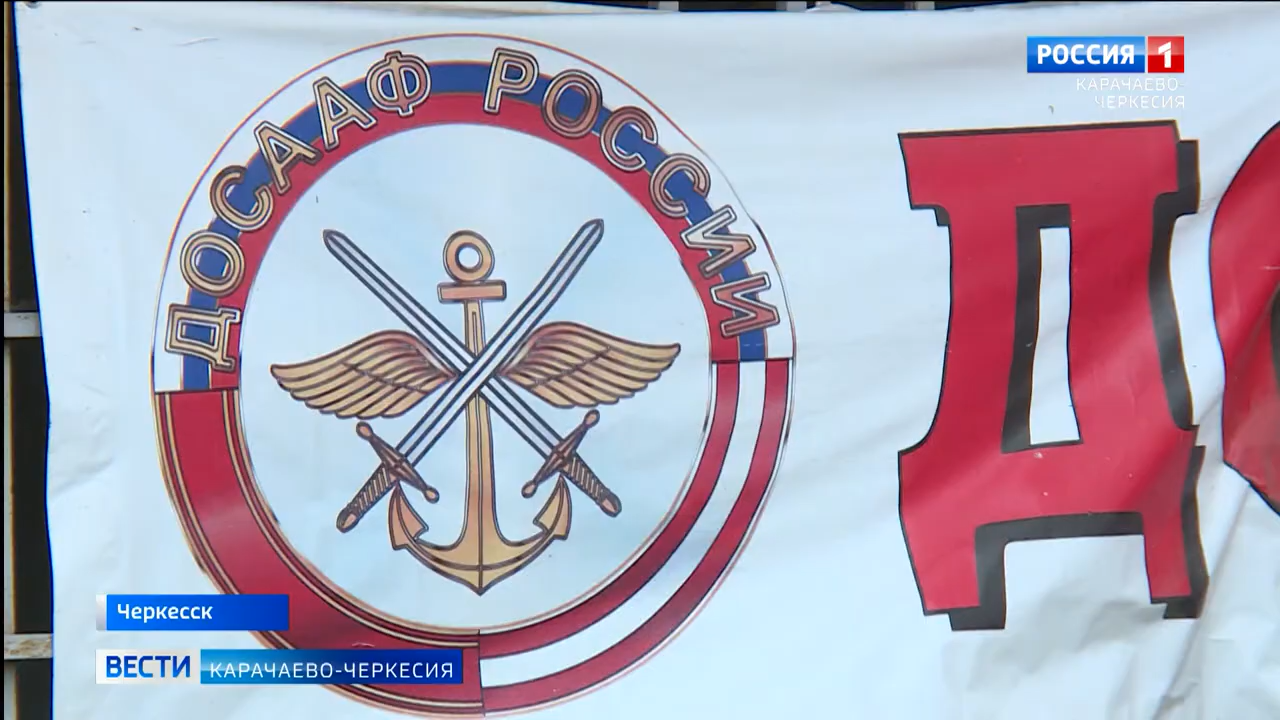 РОССИЯ 1
КАРАЧАЕВО-
ЧЕРКЕСИЯ
ДОСААФ РОССИИ
Д
Черкесск
ВЕСТИ КАРАЧАЕВО-ЧЕРКЕСИЯ